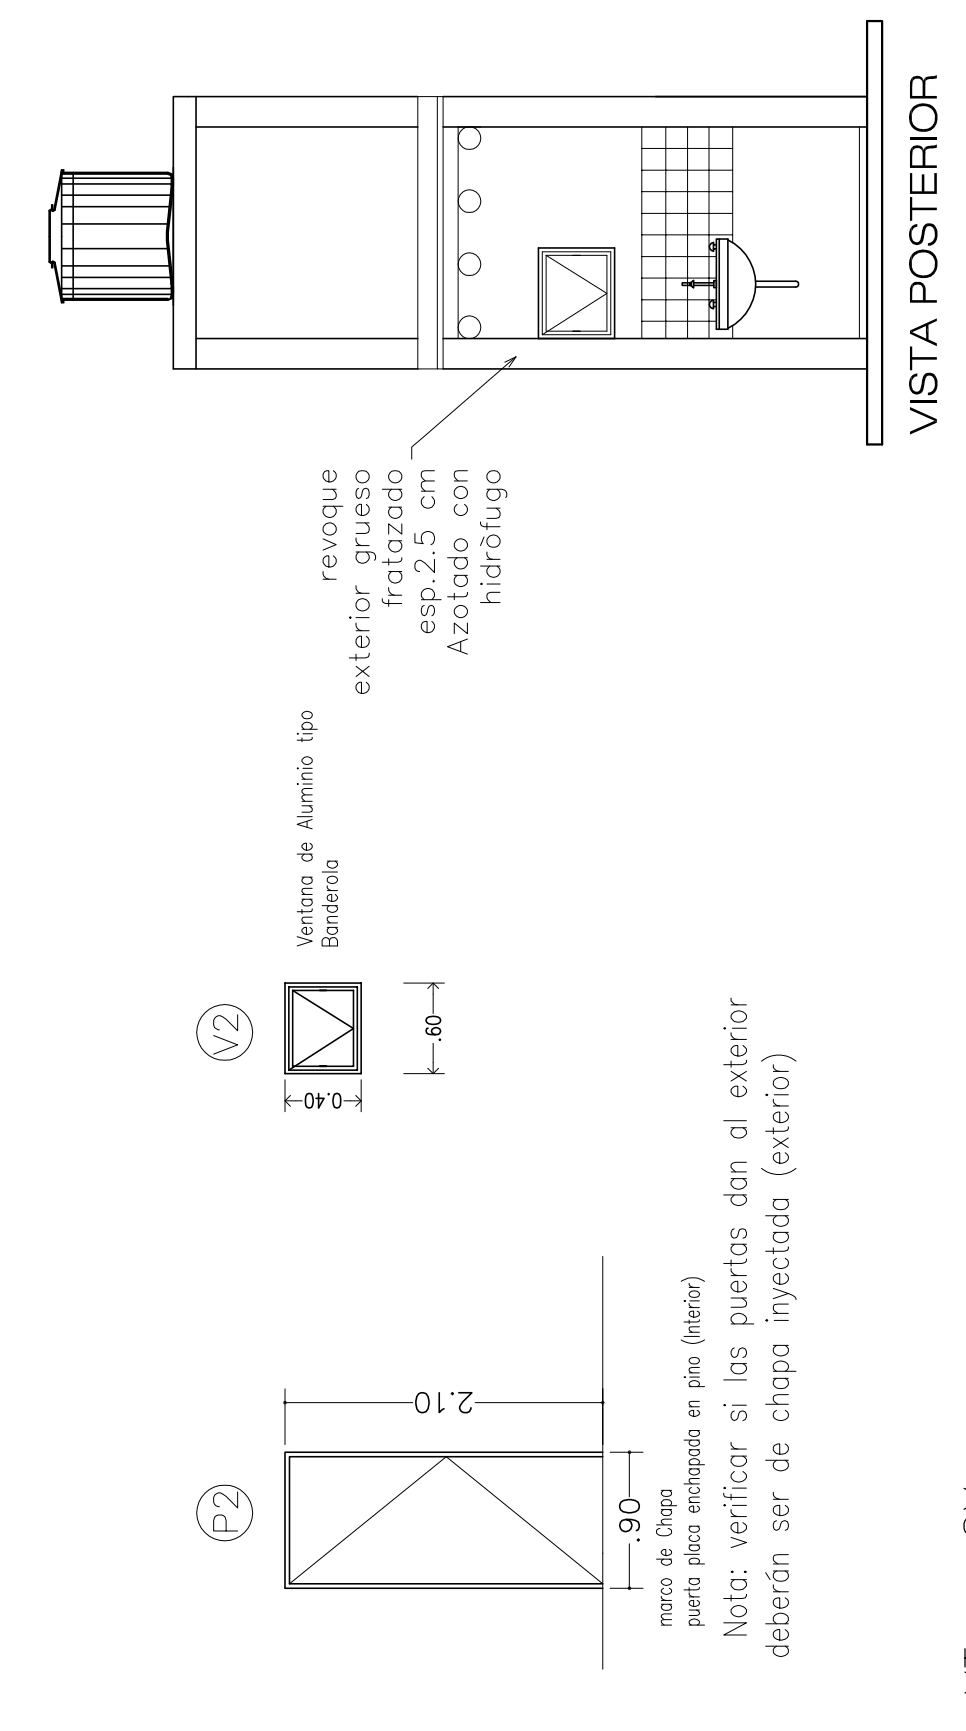 P2
2.10
.90
marco de Chapa
puerta placa enchapada en pino (Interior)
Nota: verificar si las puertas dan al exterior
deberán ser de chapa inyectada (exterior)
V2
0.40
.60
Ventana de Aluminio tipo
Banderola
revoque
exterior grueso
fratazado
esp.2.5 cm
Azotado con
hidròfugo
VISTA POSTERIOR